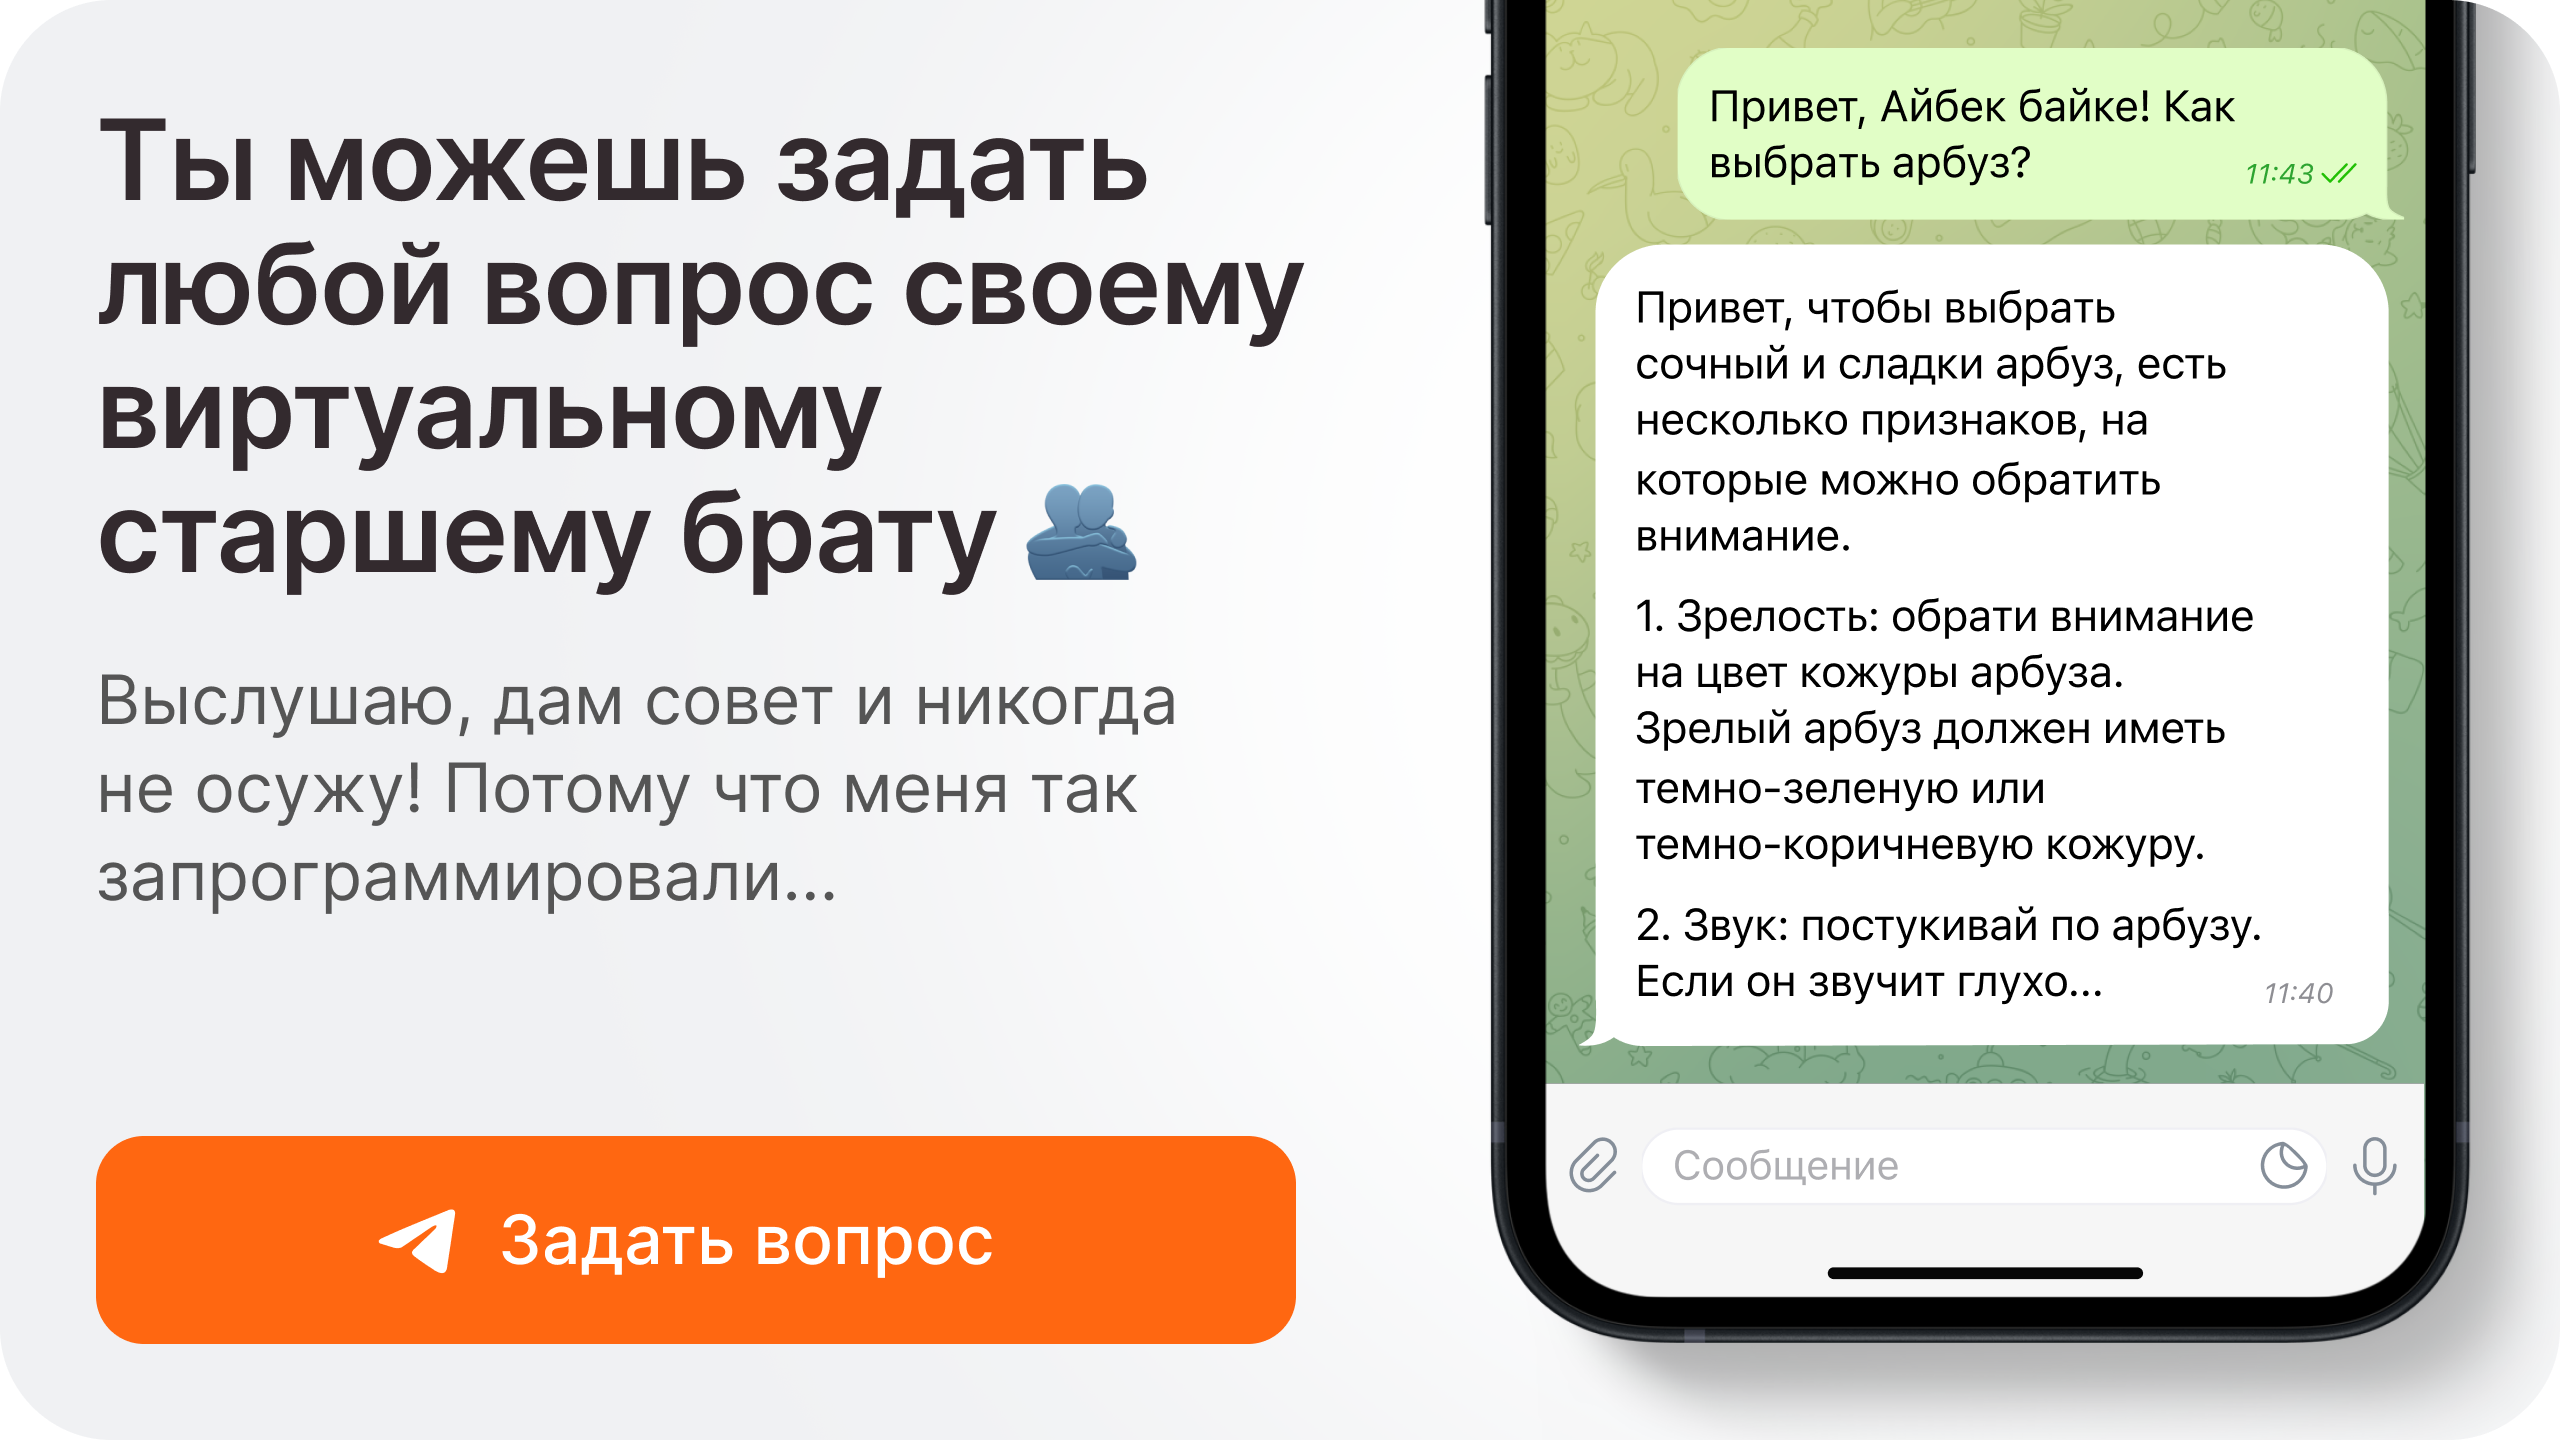 Ты можешь задать
любой вопрос своему
виртуальному
старшему брату
Выслушаю, дам совет и никогда
не осужу! Потому что меня так
запрограммировали...
Задать вопрос
Привет, Айбек байке! Как
выбрать арбуз?
11:43
Привет, чтобы выбрать
сочный и сладки арбуз, есть
несколько признаков, на
которые можно обратить
внимание.
1. Зрелость: обрати внимание
на цвет кожуры арбуза.
Зрелый арбуз должен иметь
темно-зеленую или
темно-коричневую кожуру.
2. Звук: постукивай по арбузу.
Если он звучит глухо...
11:40
Сообщение